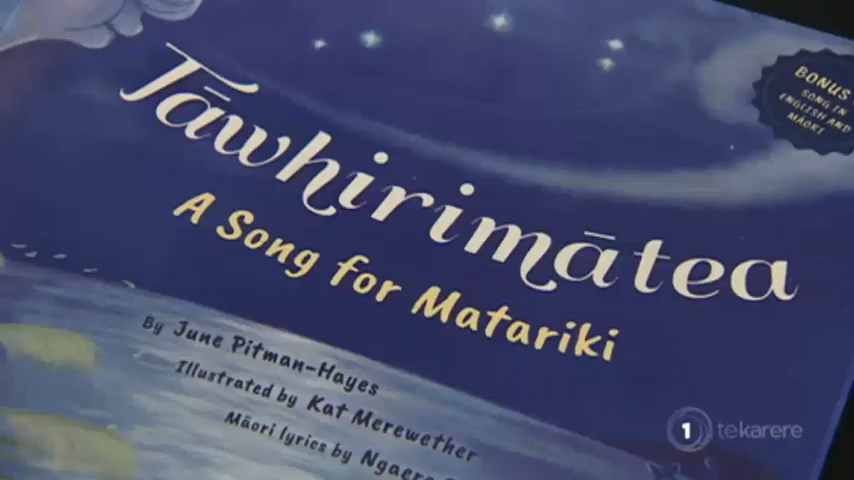 Tāwhirimātea
A Song for Matariki
By June Pitman-Hayes
Illustrated by Kat Merewether
Māori lyrics by Ngaere
BONUS
SONG IN
ENGLISH AND
MĀORI
1 tekarere